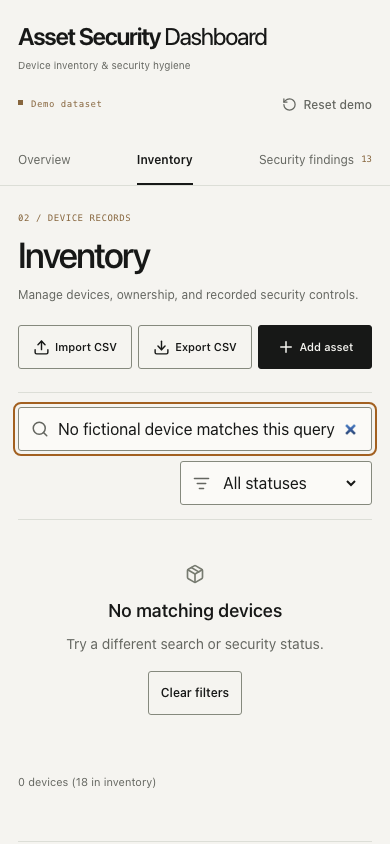 Asset Security Dashboard
Device inventory & security hygiene
Demo dataset
Reset demo
Overview
Inventory
Security findings 13
02 / DEVICE RECORDS
Inventory
Manage devices, ownership, and recorded security controls.
Import CSV
Export CSV
Add asset
No fictional device matches this query
All statuses
No matching devices
Try a different search or security status.
Clear filters
0 devices (18 in inventory)